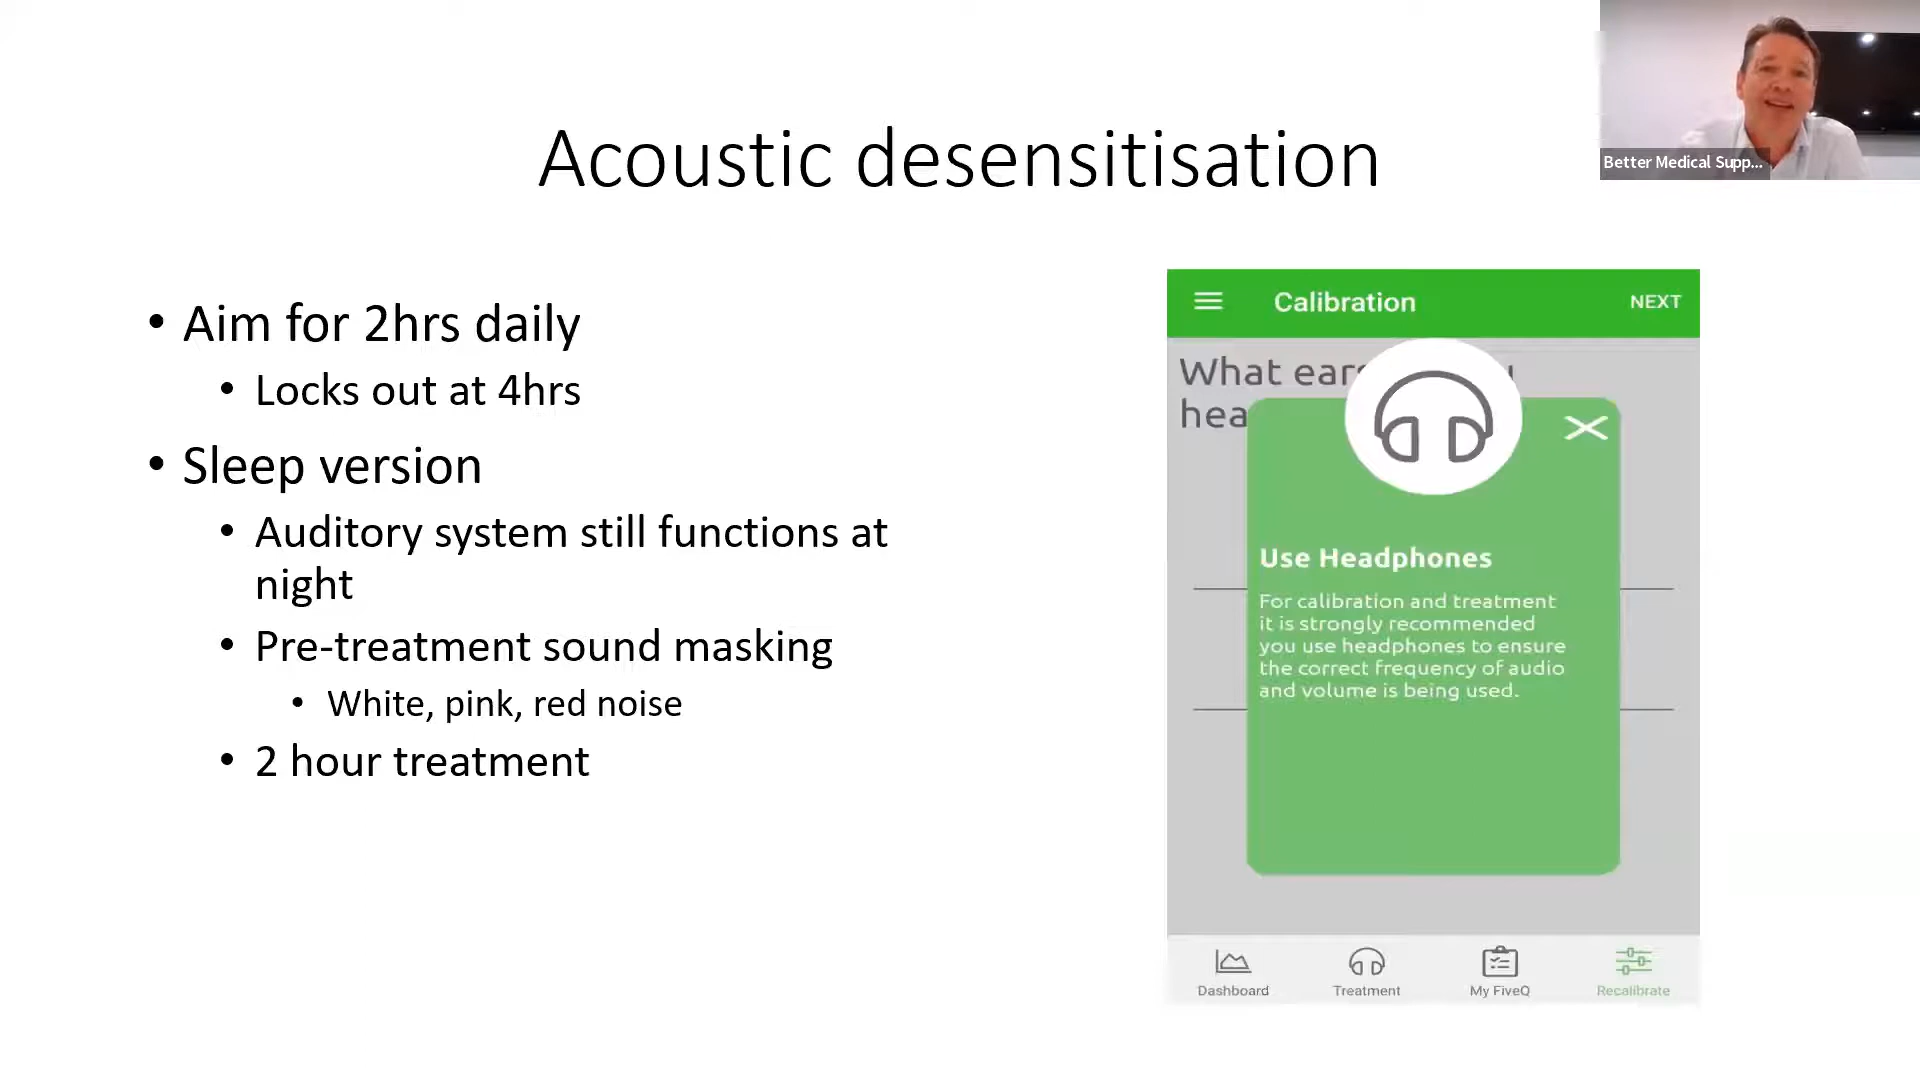 Acoustic desensitisation
Better Medical Supp...
• Aim for 2hrs daily
• Locks out at 4hrs
• Sleep version
• Auditory system still functions at
night
• Pre-treatment sound masking
• White, pink, red noise
• 2 hour treatment
Calibration
NEXT
What ear
hea
Use Headphones
For calibration and treatment
it is strongly recommended
you use headphones to ensure
the correct frequency of audio
and volume is being used.
Dashboard
Treatment
My FiveQ
Recalibrate